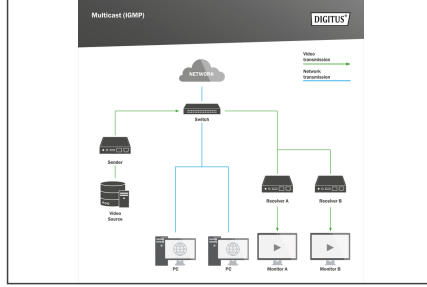 Multicast (IGMP)
DIGITUS®
Video
transmission
Network
transmission
NETWORK
Switch
Sender
Receiver A
Receiver B
Video
Source
PC
PC
Monitor A
Monitor B